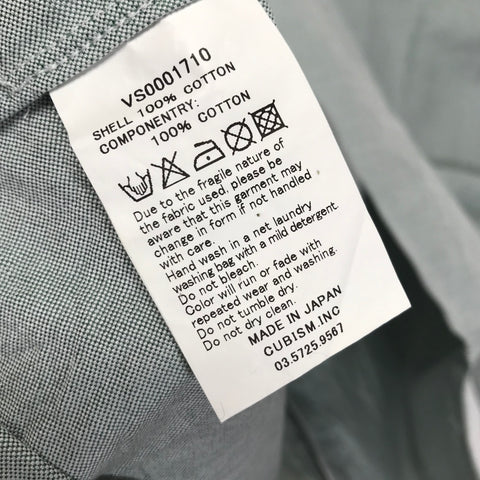 VS0001710
SHELL 100% COTTON
COMPONENTRY:
100% COTTON
Due to the fragile nature of
the fabric used, please be
aware that this garment may
change in form if not handled
with care.
Hand wash in a net laundry
washing bag with a mild detergent.
Do not bleach.
Color will run or fade with
repeated wear and washing.
Do not tumble dry.
Do not dry clean.
MADE IN JAPAN
CUBISM.INC
03.5725.9567